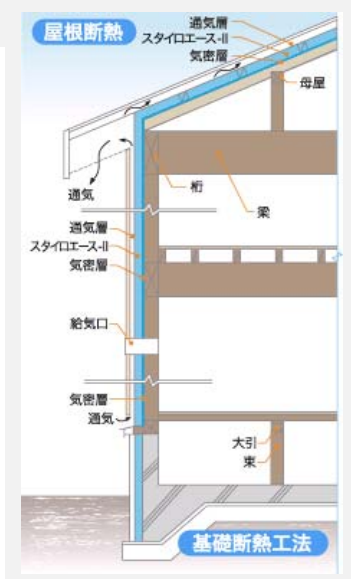 屋根断熱
通気層
スタイロエース-II
気密層
母屋
桁
梁
通気
通気層
スタイロエース-II
気密層
給気口
気密層
通気
大引
束
基礎断熱工法